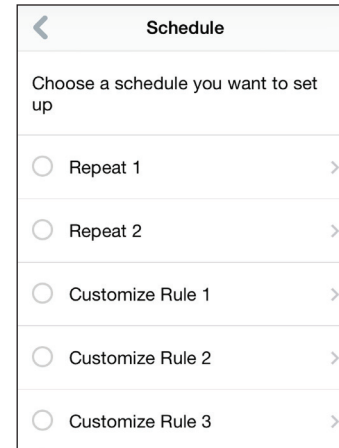 Schedule
Choose a schedule you want to set
up
Repeat 1
Repeat 2
Customize Rule 1
Customize Rule 2
Customize Rule 3